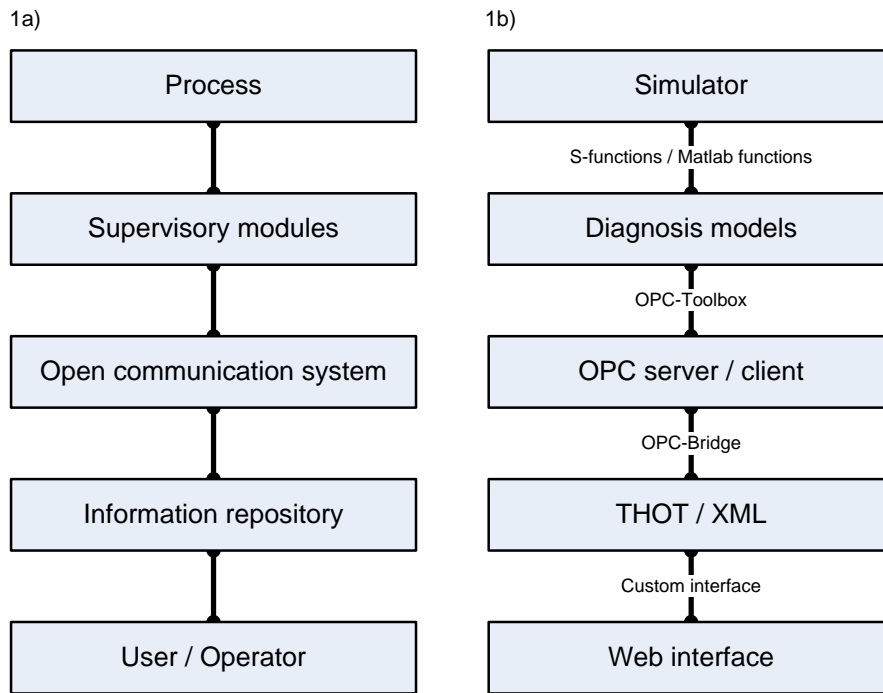 1a)
Process
Supervisory modules
Open communication system
Information repository
User / Operator
1b)
Simulator
S-functions / Matlab functions
Diagnosis models
OPC-Toolbox
OPC server / client
OPC-Bridge
THOT / XML
Custom interface
Web interface